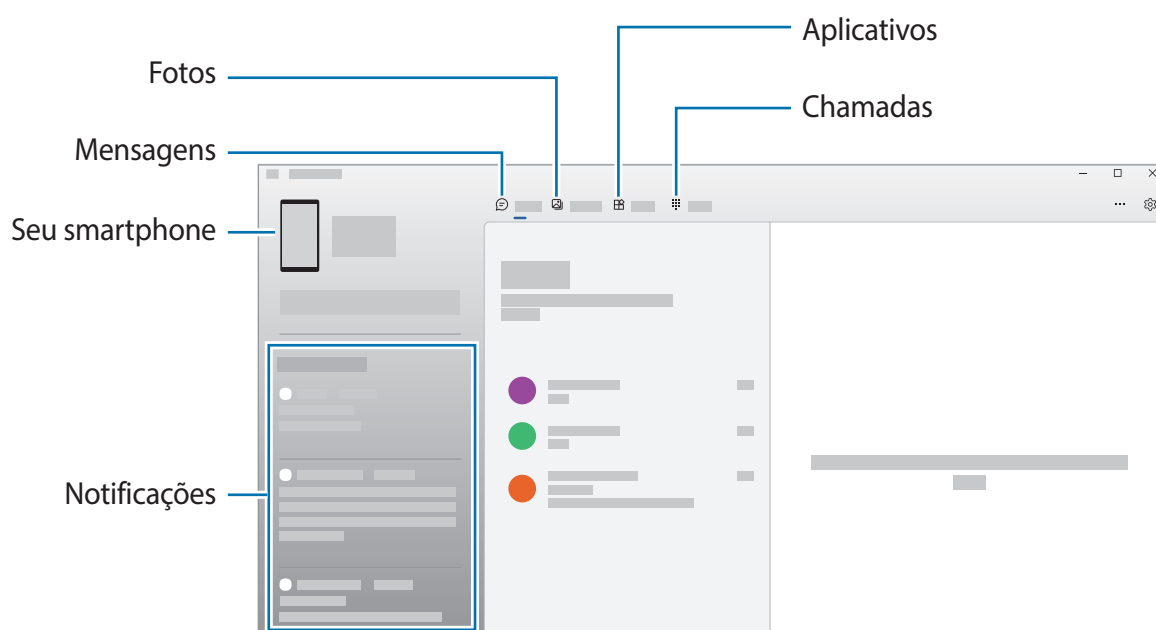 Aplicativos
Fotos
Chamadas
Mensagens
Seu smartphone
Notificações